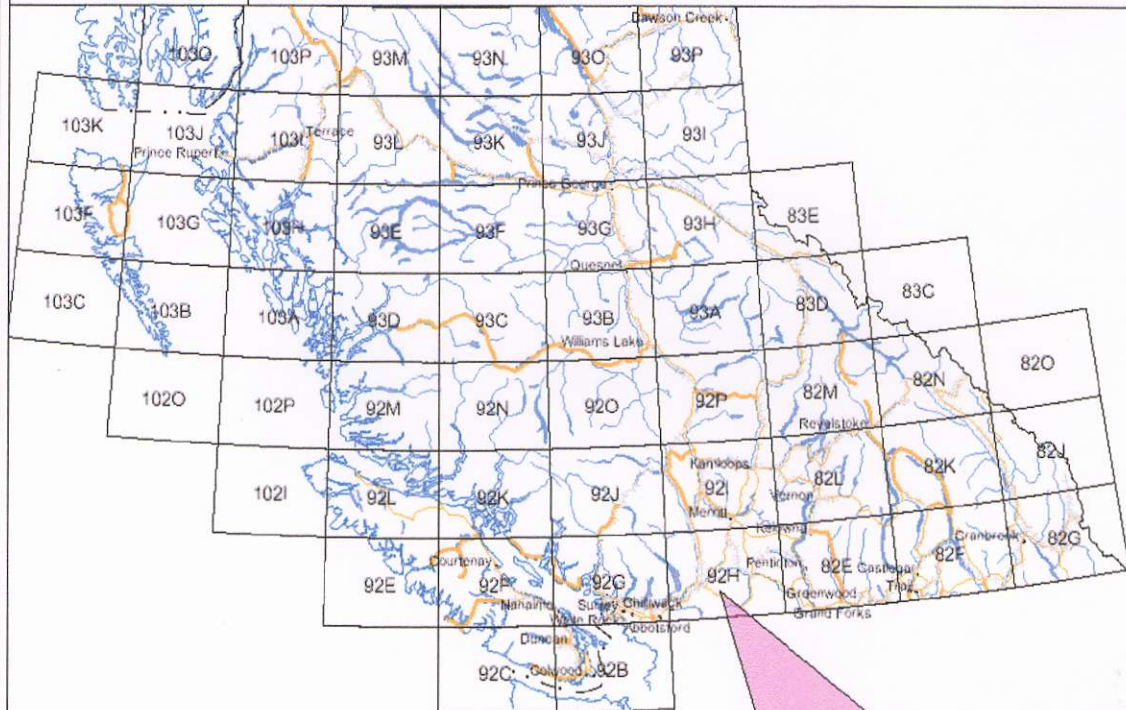 Dawson Creek
103O 103P 93M 93N 93O 93P
103K 103J 103I Terrace 93L 93K 93J 93I
Prince Rupert
Prince George
103F 103G 103H 93E 93F 93G 93H 83E
Quesnel
103C 103B 103A 93D 93C 93B 93A 83D 83C
Williams Lake
102O 102P 92M 92N 92O 92P 82M 82N 82O
Revelstoke
102I 92L 92K 92J Kamloops 92I 82L 82K 82J
Vernon
Merritt
Kelowna
Cranbrook
92E Courtenay 92F 92G 92H Penticton 82E Castlegar 82F 82G
Trail
Nanaimo Surrey Chilliwack Greenwood
White Rock Abbotsford Grand Forks
Duncan
92C Colwood 92B